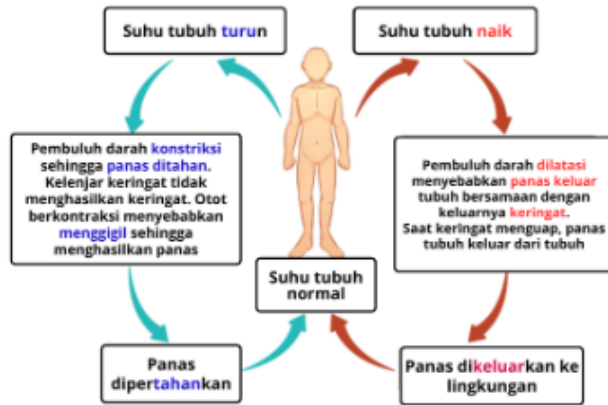 Suhu tubuh turun
Suhu tubuh naik
Pembuluh darah konstriksi
sehingga panas ditahan.
Kelenjar keringat tidak
menghasilkan keringat. Otot
berkontraksi menyebabkan
menggigil sehingga
menghasilkan panas
Pembuluh darah dilatasi
menyebabkan panas keluar
tubuh bersamaan dengan
keluarnya keringat.
Saat keringat menguap, panas
tubuh keluar dari tubuh
Suhu tubuh
normal
Panas
dipertahankan
Panas dikeluarkan ke
lingkungan